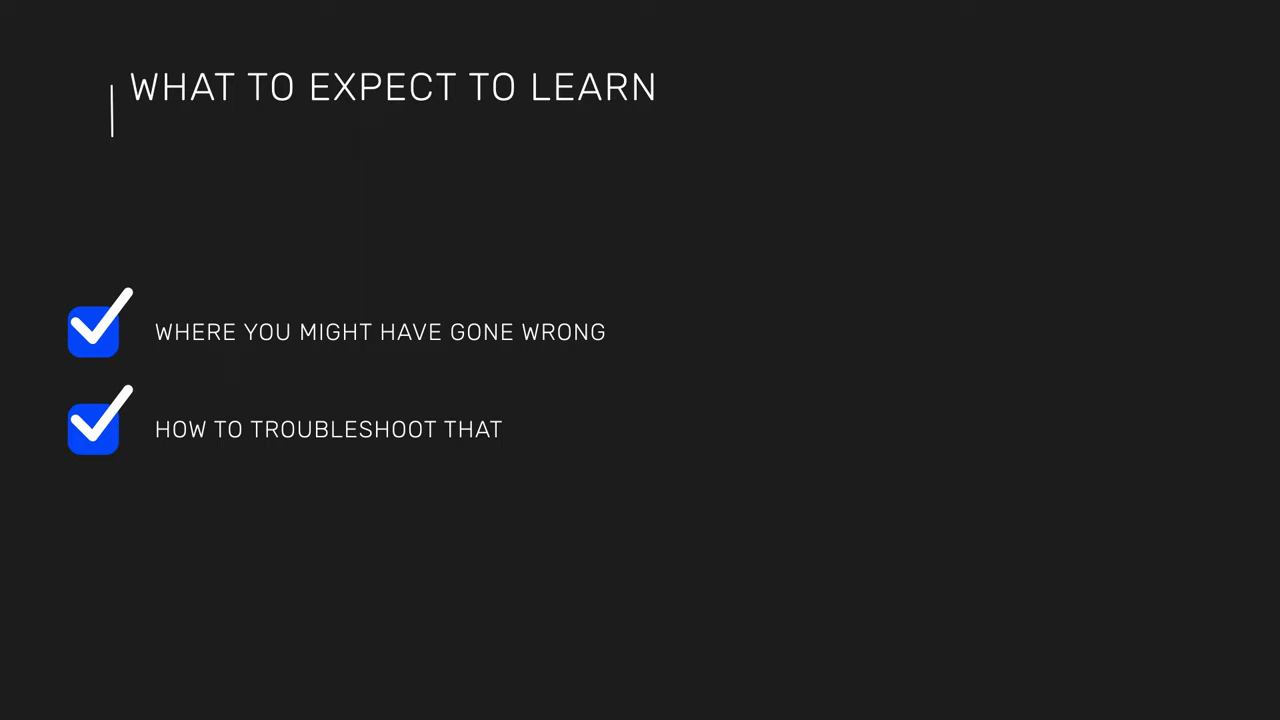 WHAT TO EXPECT TO LEARN
WHERE YOU MIGHT HAVE GONE WRONG
HOW TO TROUBLESHOOT THAT